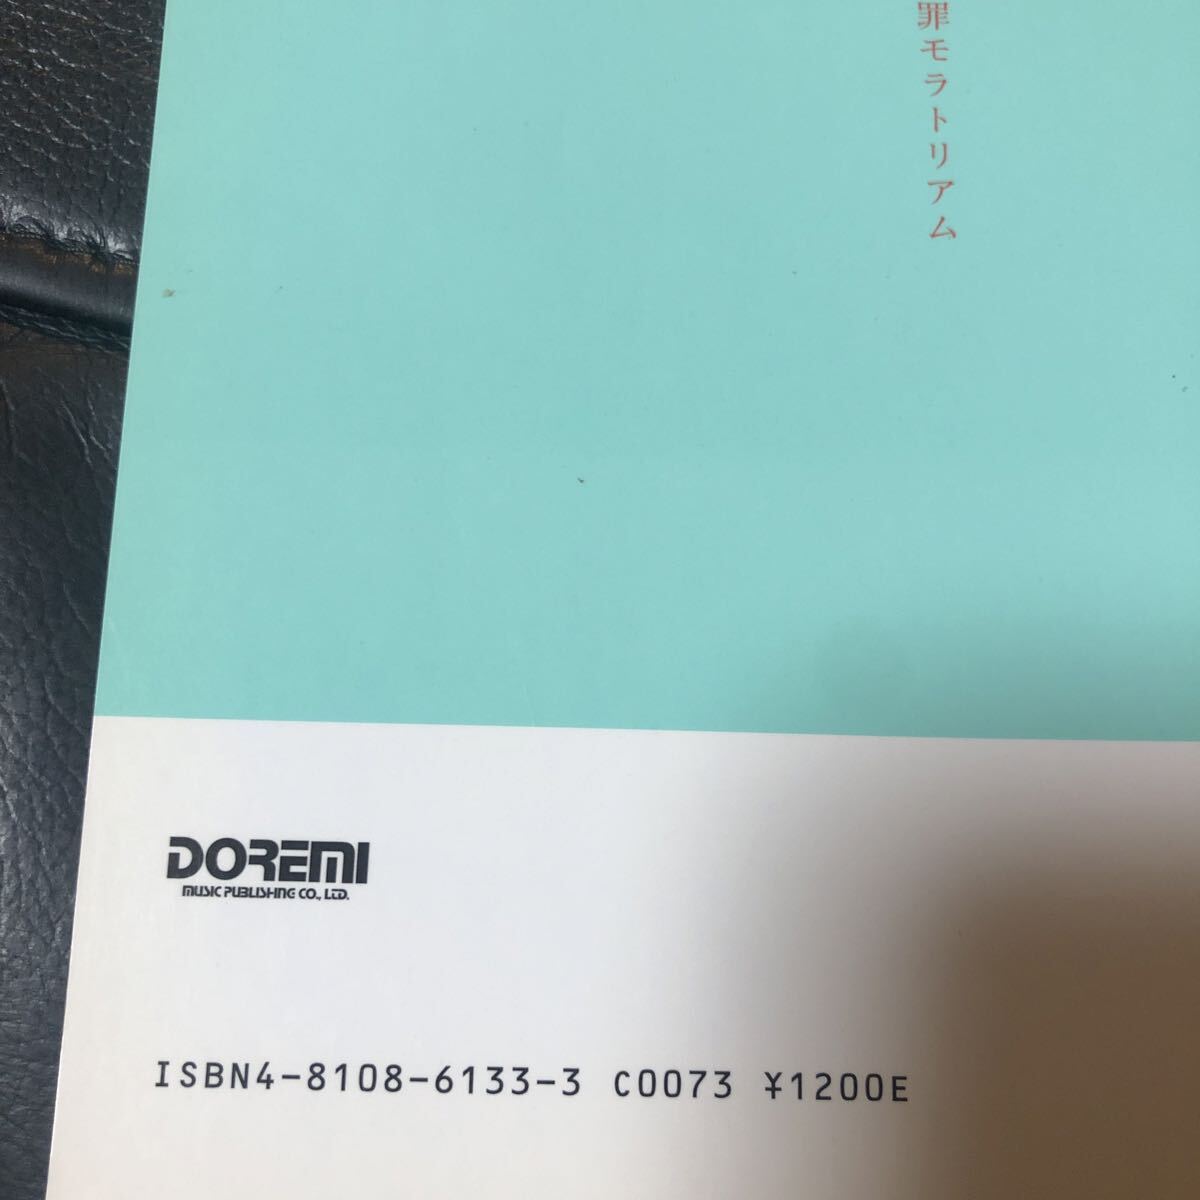 罪モラトリアム
DOREMI
MUSIC PUBLISHING CO., LTD.
ISBN4-8108-6133-3 C0073 ¥1200E